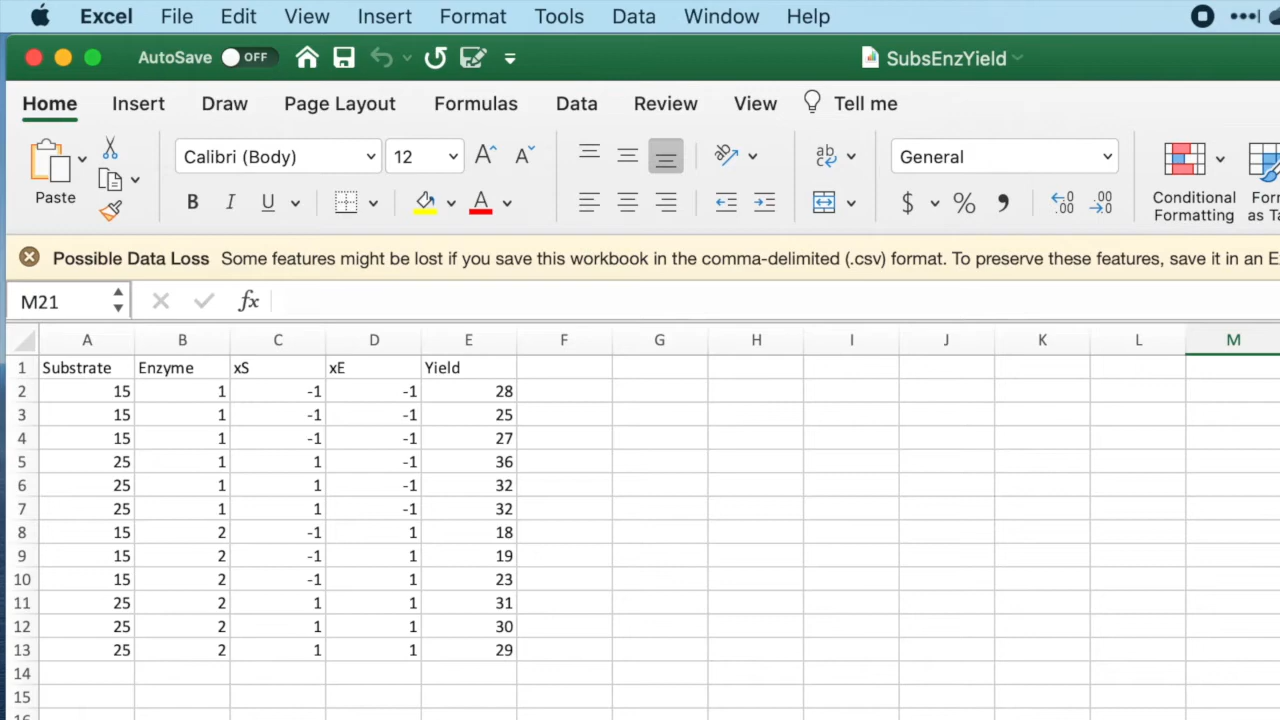 Excel File Edit View Insert Format Tools Data Window Help
AutoSave OFF SubsEnzYield
Home Insert Draw Page Layout Formulas Data Review View Tell me
Paste
Calibri (Body) 12
General
B I U
A
ab
c
$ % .00 .00
Conditional
Formatting
Possible Data Loss Some features might be lost if you save this workbook in the comma-delimited (.csv) format. To preserve these features, save it in an
M21 fx
A B C D E F G H I J K L M
1 Substrate Enzyme xS xE Yield
2 15 1 -1 -1 28
3 15 1 -1 -1 25
4 15 1 -1 -1 27
5 25 1 1 -1 36
6 25 1 1 -1 32
7 25 1 1 -1 32
8 15 2 -1 1 18
9 15 2 -1 1 19
10 15 2 -1 1 23
11 25 2 1 1 31
12 25 2 1 1 30
13 25 2 1 1 29
14
15